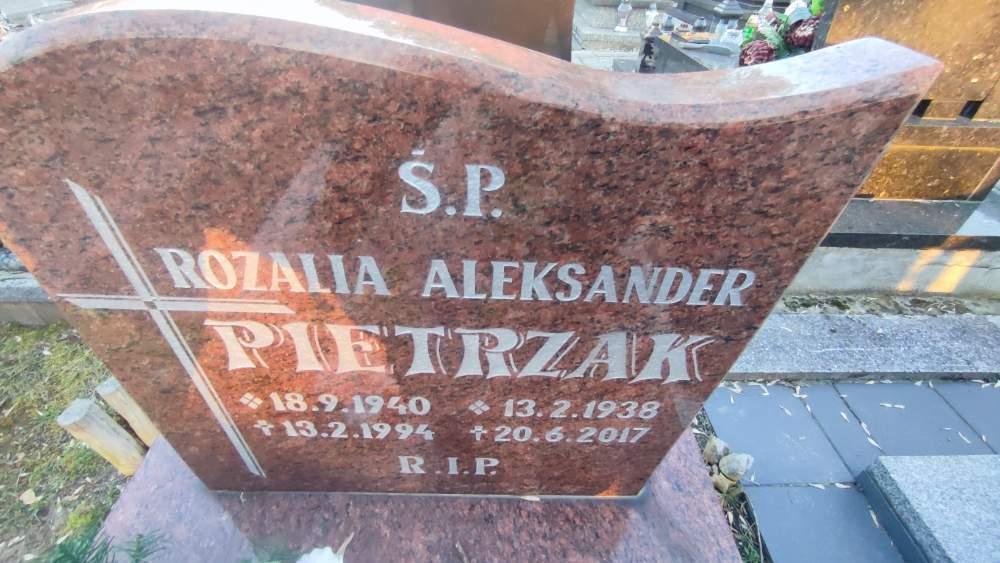 Ś.P.
ROZALIA ALEKSANDER
PIETRZAK
18.9.1940 13.2.1938
13.2.1994 20.6.2017
R.I.P.